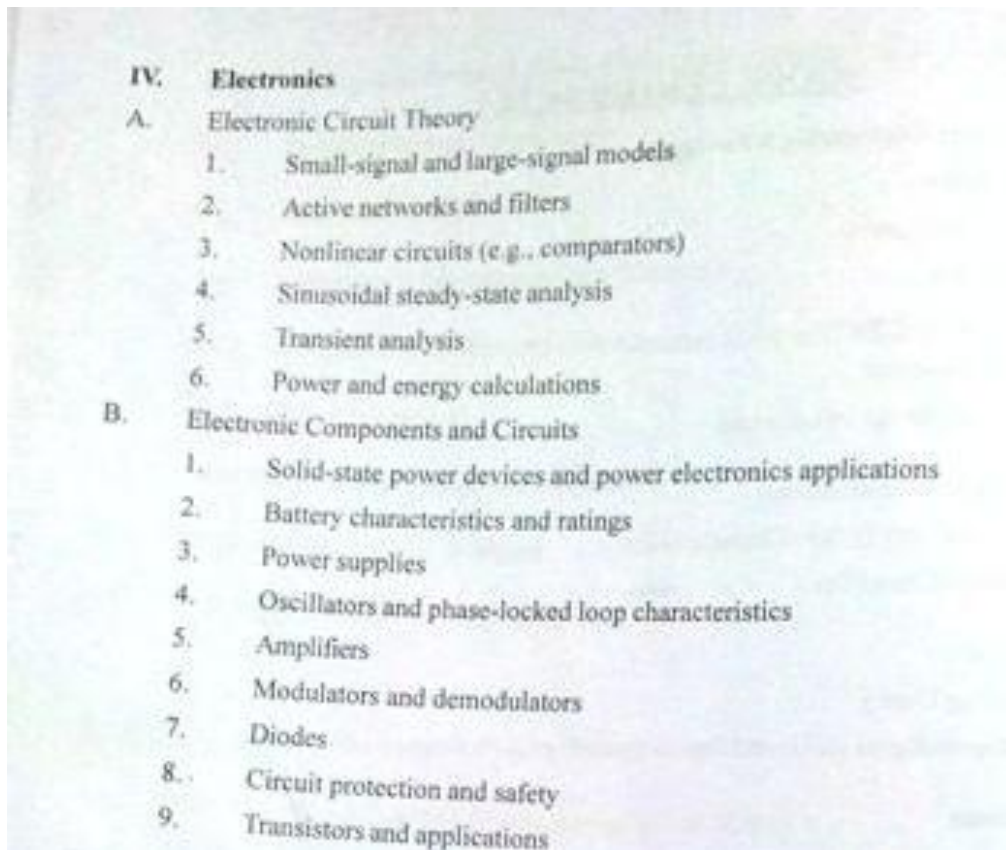 IV. Electronics
A. Electronic Circuit Theory
1. Small-signal and large-signal models
2. Active networks and filters
3. Nonlinear circuits (e.g., comparators)
4. Sinusoidal steady-state analysis
5. Transient analysis
6. Power and energy calculations
B. Electronic Components and Circuits
1. Solid-state power devices and power electronics applications
2. Battery characteristics and ratings
3. Power supplies
4. Oscillators and phase-locked loop characteristics
5. Amplifiers
6. Modulators and demodulators
7. Diodes
8. Circuit protection and safety
9. Transistors and applications